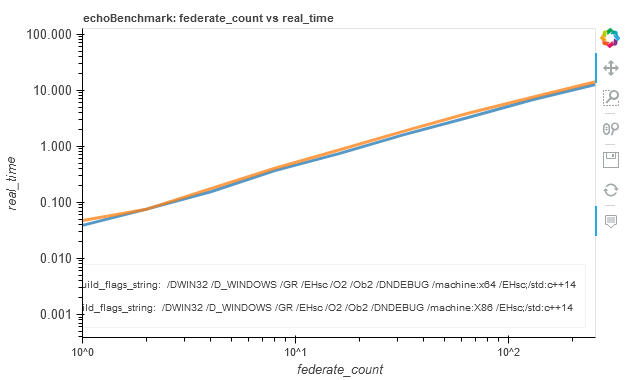 echoBenchmark: federate_count vs real_time
100.000
10.000
1.000
0.100
0.010
0.001
real_time
uild_flags_string: /DWIN32 /D_WINDOWS /GR /EHsc /O2 /Ob2 /DNDEBUG /machine:x64 /EHsc;/std:c++14
ild_flags_string: /DWIN32 /D_WINDOWS /GR /EHsc /O2 /Ob2 /DNDEBUG /machine:X86 /EHsc;/std:c++14
10^0
10^1
10^2
federate_count